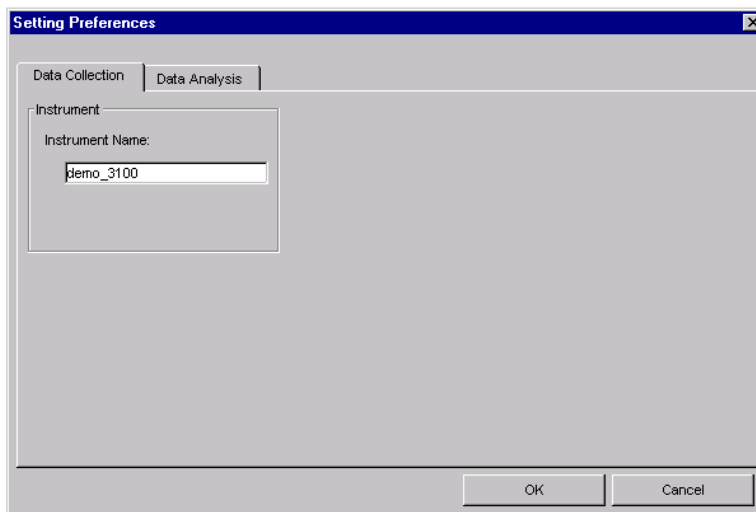 Setting Preferences
Data Collection
Data Analysis
Instrument
Instrument Name:
demo_3100
OK
Cancel